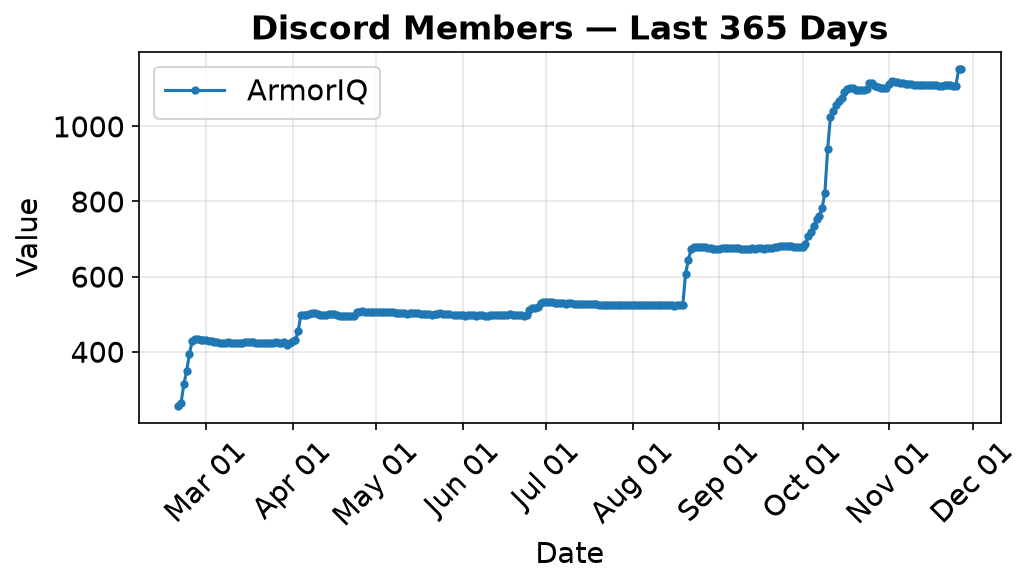 Discord Members — Last 365 Days
ArmorIQ
Value
1000
800
600
400
Mar 01
Apr 01
May 01
Jun 01
Jul 01
Aug 01
Sep 01
Oct 01
Nov 01
Dec 01
Date